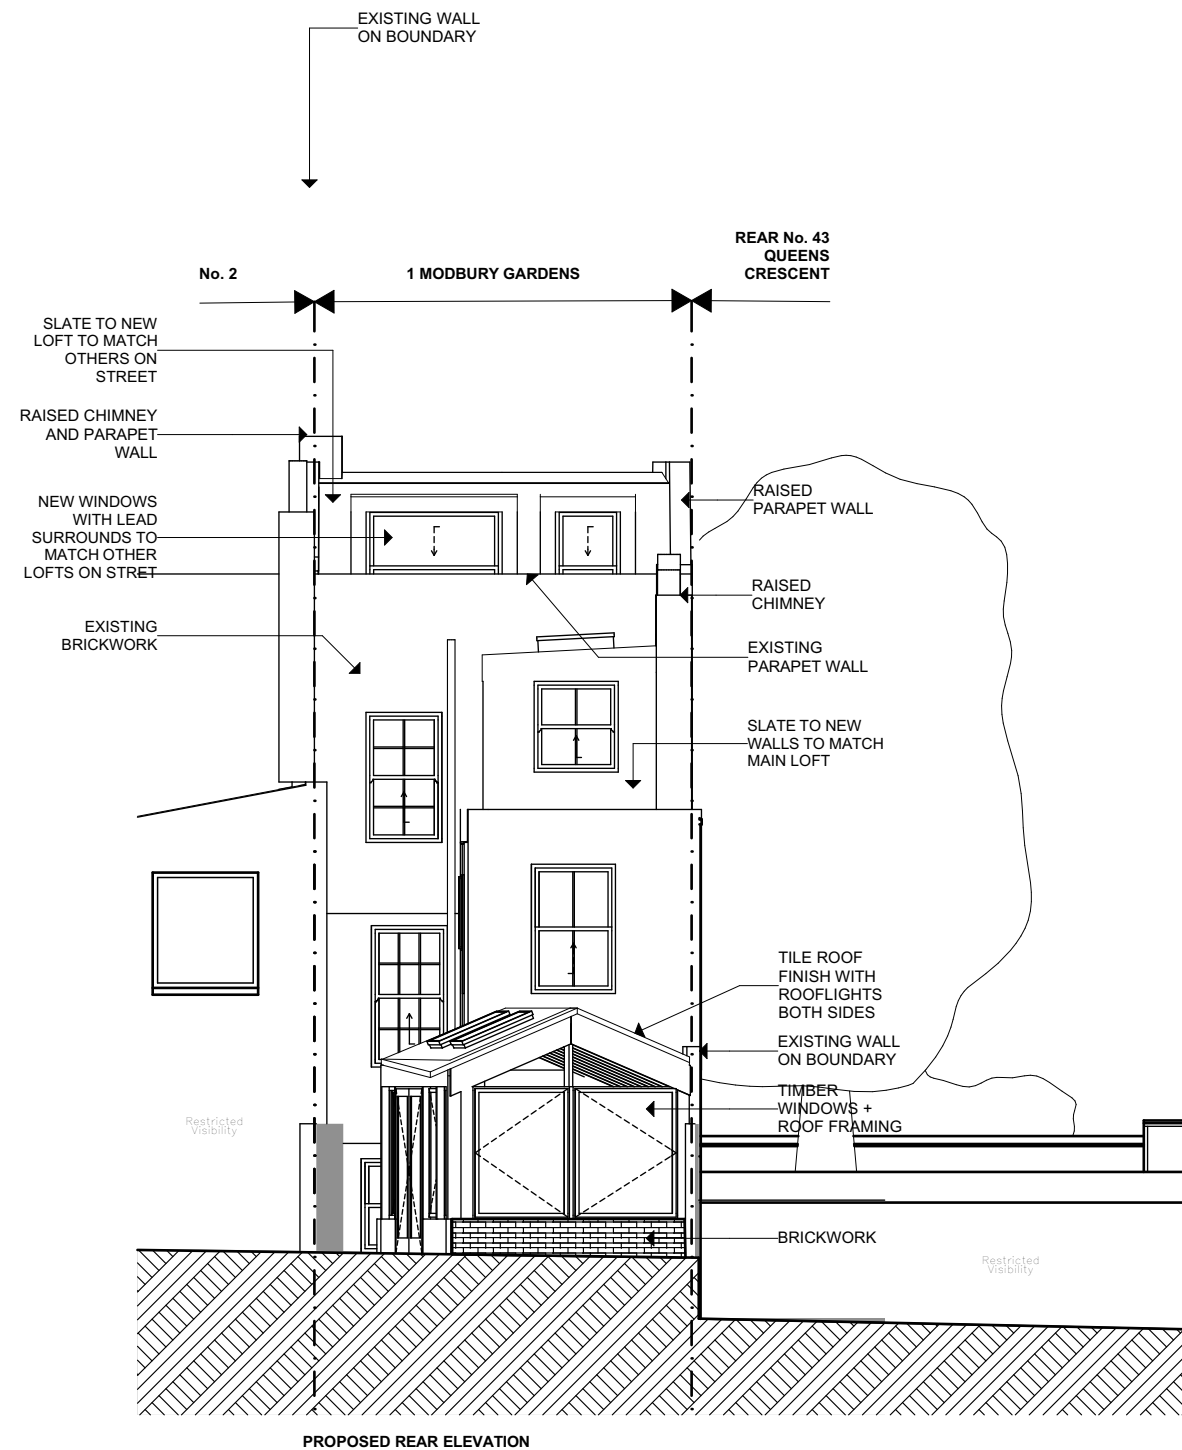 EXISTING WALL
ON BOUNDARY
REAR No. 43
QUEENS
CRESCENT
No. 2
1 MODBURY GARDENS
SLATE TO NEW
LOFT TO MATCH
OTHERS ON
STREET
RAISED CHIMNEY
AND PARAPET
WALL
NEW WINDOWS
WITH LEAD
SURROUNDS TO
MATCH OTHER
LOFTS ON STRET
EXISTING
BRICKWORK
RAISED
PARAPET WALL
RAISED
CHIMNEY
EXISTING
PARAPET WALL
SLATE TO NEW
WALLS TO MATCH
MAIN LOFT
TILE ROOF
FINISH WITH
ROOFLIGHTS
BOTH SIDES
EXISTING WALL
ON BOUNDARY
TIMBER
WINDOWS +
ROOF FRAMING
Restricted
Visibility
BRICKWORK
Restricted
Visibility
PROPOSED REAR ELEVATION